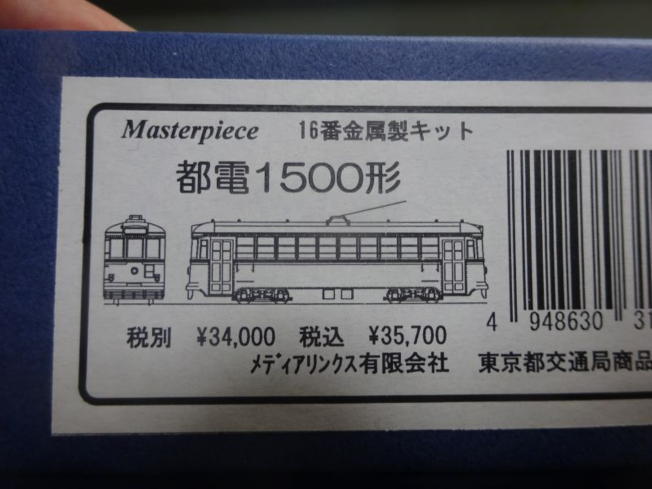 Masterpiece 16番金属製キット
都電1500形
税別 ¥34,000 税込 ¥35,700
4 948630 31
メディアリンクス有限会社 東京都交通局商品